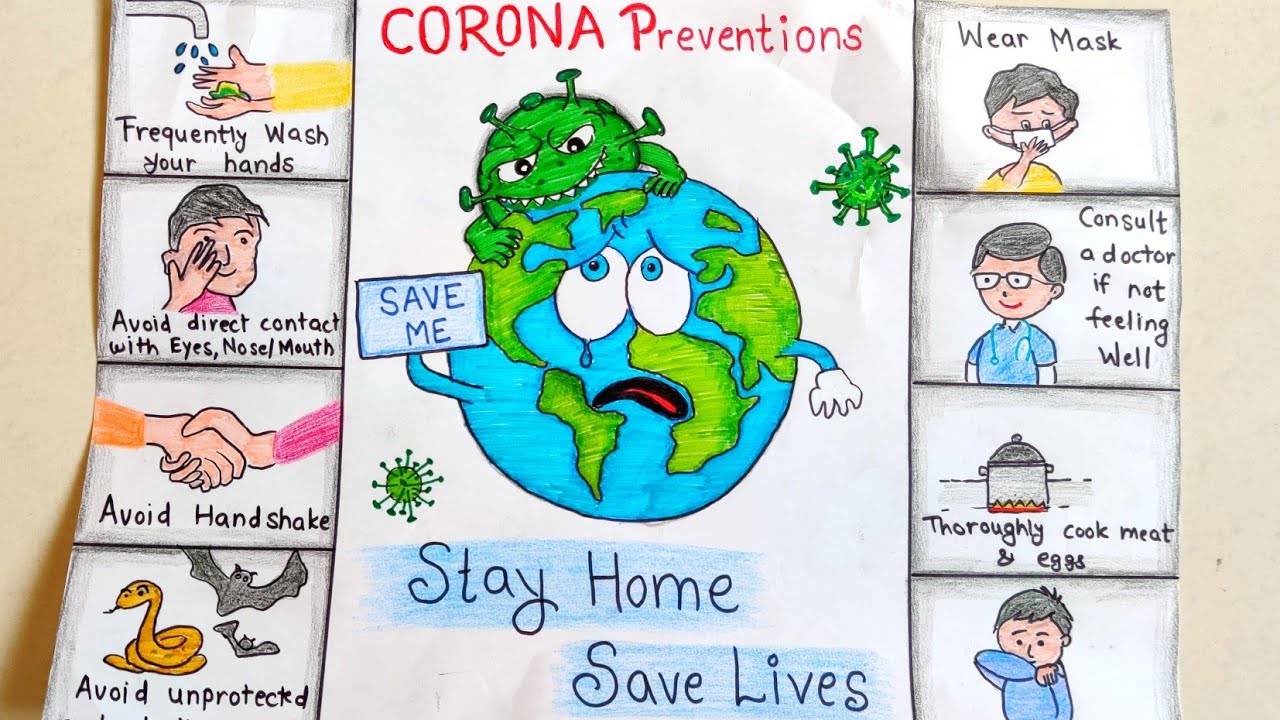 CORONA Preventions
Frequently Wash
your hands
Avoid direct contact
with Eyes, Nose/Mouth
Avoid Handshake
Avoid unprotected
SAVE
ME
Stay Home
Save Lives
Wear Mask
Consult
a doctor
if not
feeling
Well
Thoroughly cook meat
& eggs